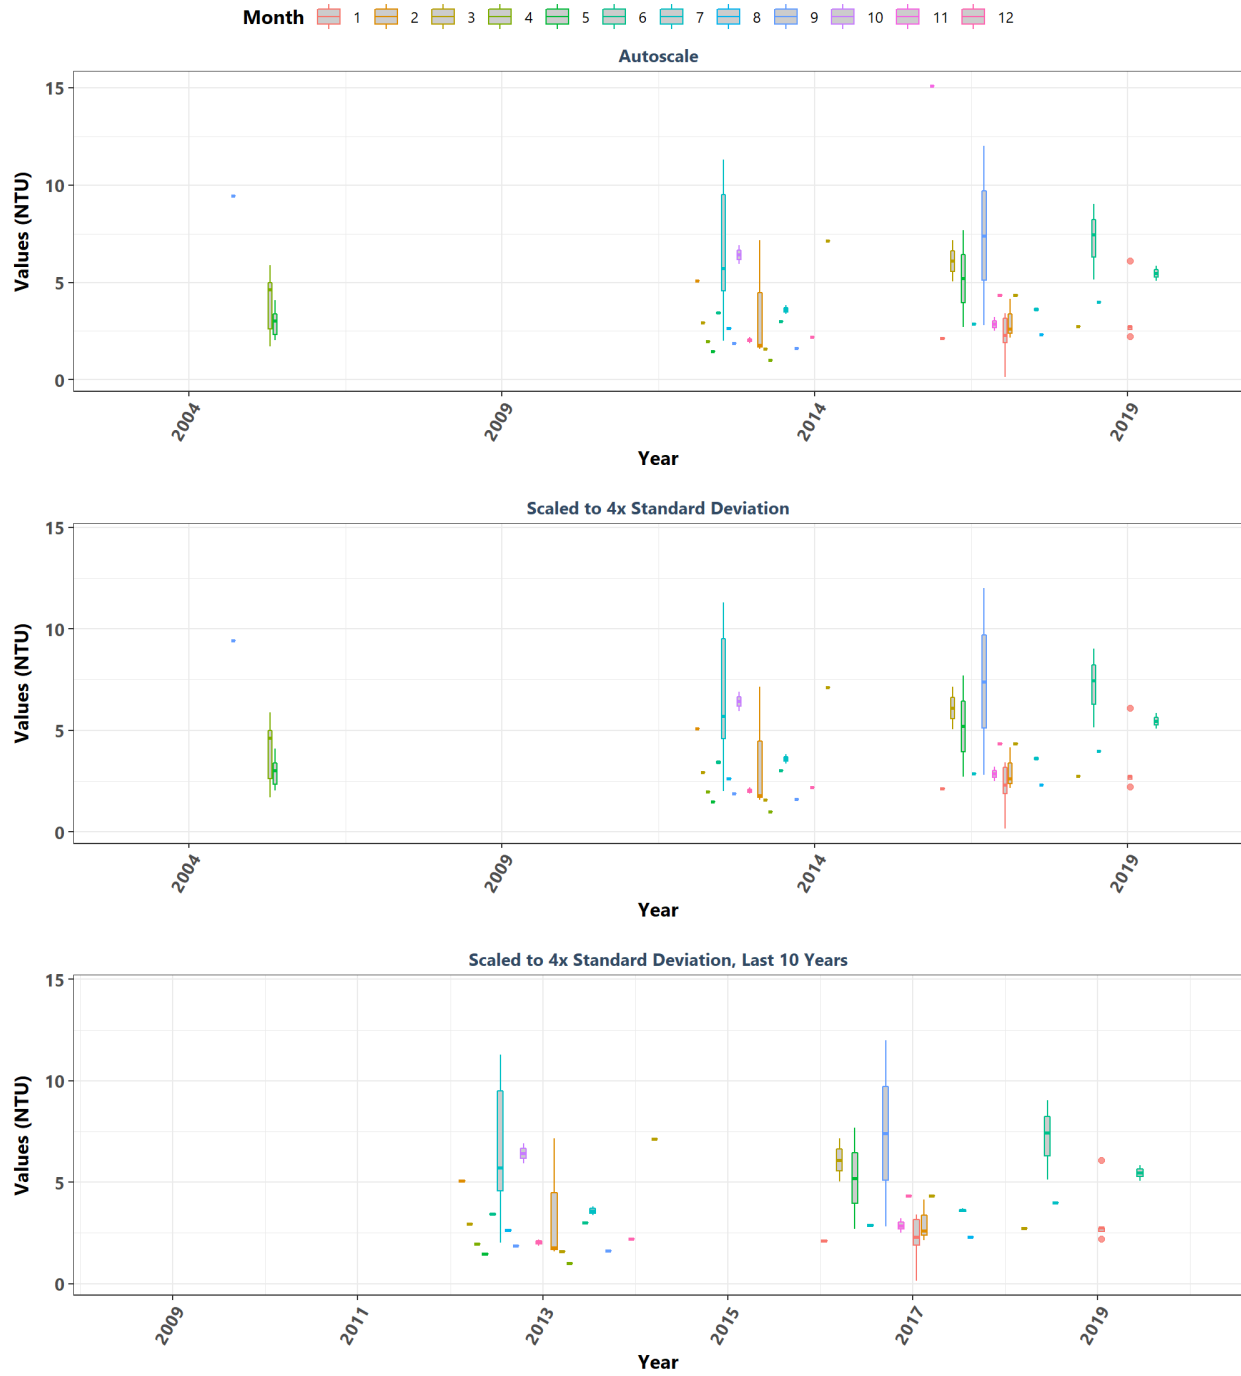 Month 1 2 3 4 5 6 7 8 9 10 11 12
Autoscale
Values (NTU)
15
10
5
0
2004 2009 2014 2019
Year
Scaled to 4x Standard Deviation
Values (NTU)
15
10
5
0
2004 2009 2014 2019
Year
Scaled to 4x Standard Deviation, Last 10 Years
Values (NTU)
15
10
5
0
2009 2011 2013 2015 2017 2019
Year